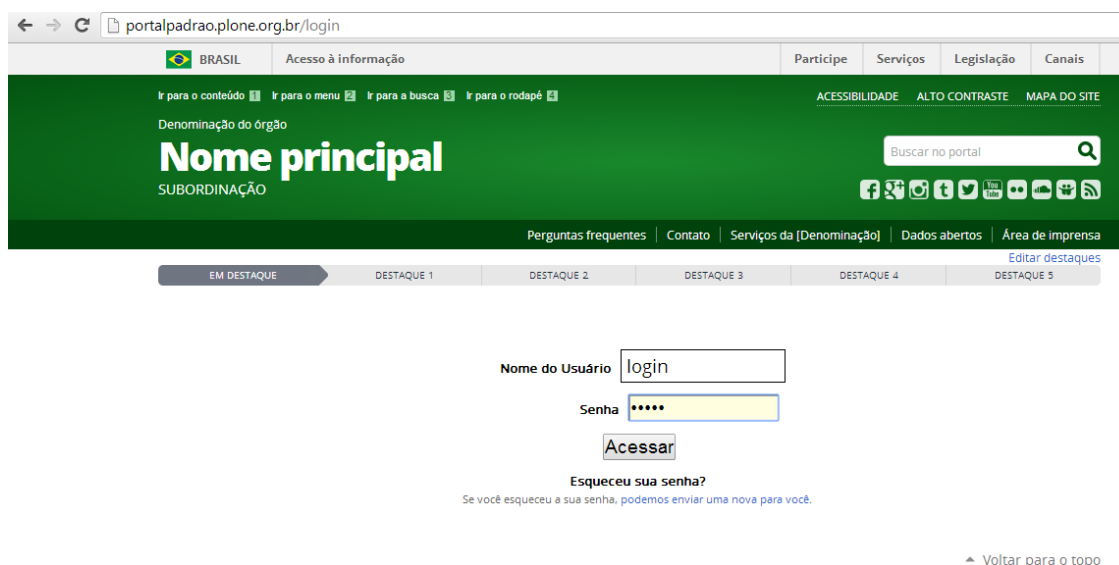 portalpadrao.plone.org.br/login
BRASIL Acesso à informação Participe Serviços Legislação Canais
Ir para o conteúdo 1 Ir para o menu 2 Ir para a busca 3 Ir para o rodapé 4 ACESSIBILIDADE ALTO CONTRASTE MAPA DO SITE
Denominação do órgão
Nome principal
Buscar no portal
SUBORDINAÇÃO
You Tube
Perguntas frequentes Contato Serviços da [Denominação] Dados abertos Área de imprensa
Editar destaques
EM DESTAQUE DESTAQUE 1 DESTAQUE 2 DESTAQUE 3 DESTAQUE 4 DESTAQUE 5
Nome do Usuário login
Senha •••••
Acessar
Esqueceu sua senha?
Se você esqueceu a sua senha, podemos enviar uma nova para você.
Voltar para o topo